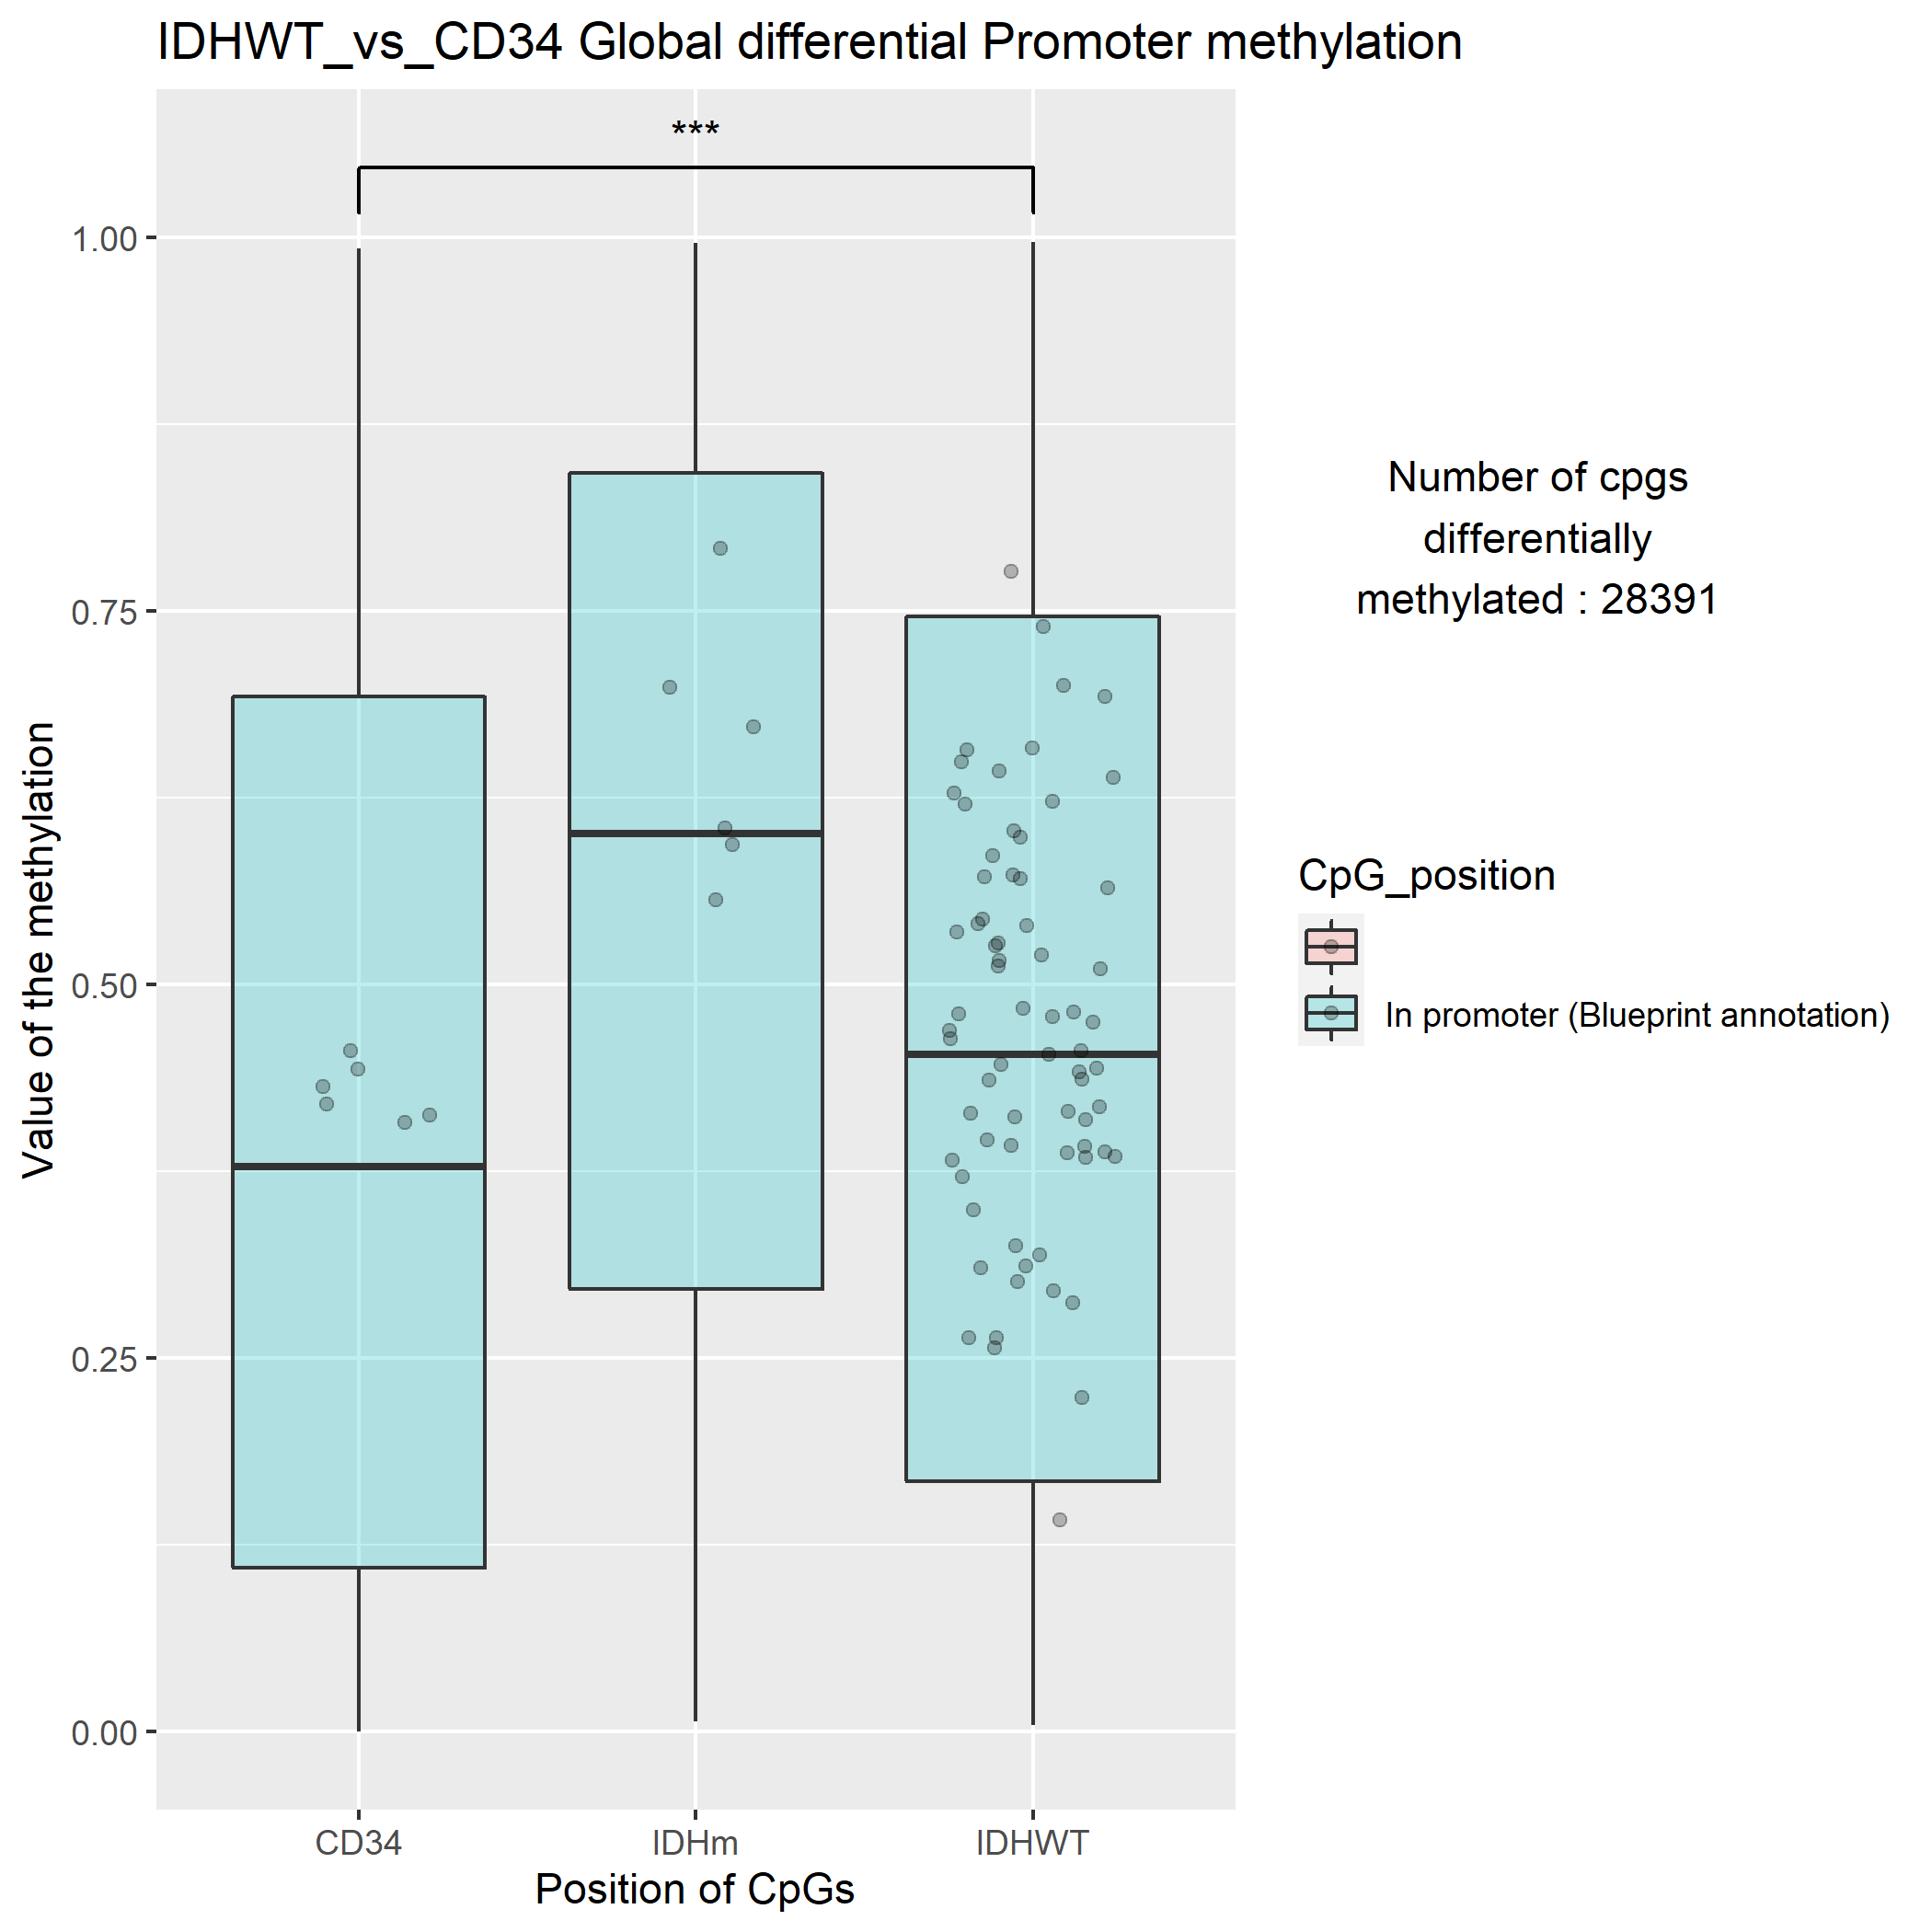 IDHWT_vs_CD34 Global differential Promoter methylation
***
1.00
0.75
0.50
0.25
0.00
Value of the methylation
CD34
IDHm
IDHWT
Position of CpGs
Number of cpgs
differentially
methylated : 28391
CpG_position
In promoter (Blueprint annotation)